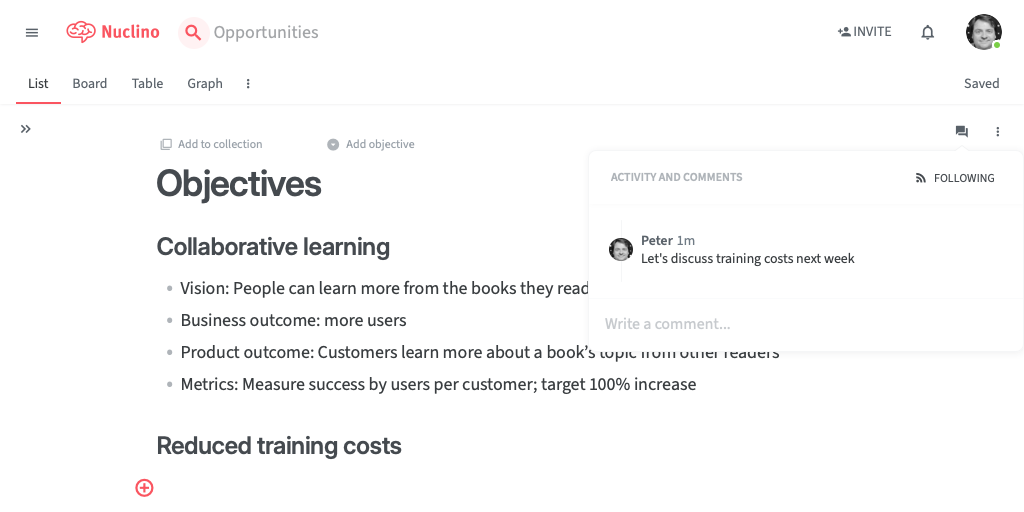 Nuclino
Opportunities
INVITE
List
Board
Table
Graph
Saved
Add to collection
Add objective
Objectives
ACTIVITY AND COMMENTS
FOLLOWING
Peter 1m
Let's discuss training costs next week
Write a comment...
Collaborative learning
Vision: People can learn more from the books they read
Business outcome: more users
Product outcome: Customers learn more about a book’s topic from other readers
Metrics: Measure success by users per customer; target 100% increase
Reduced training costs